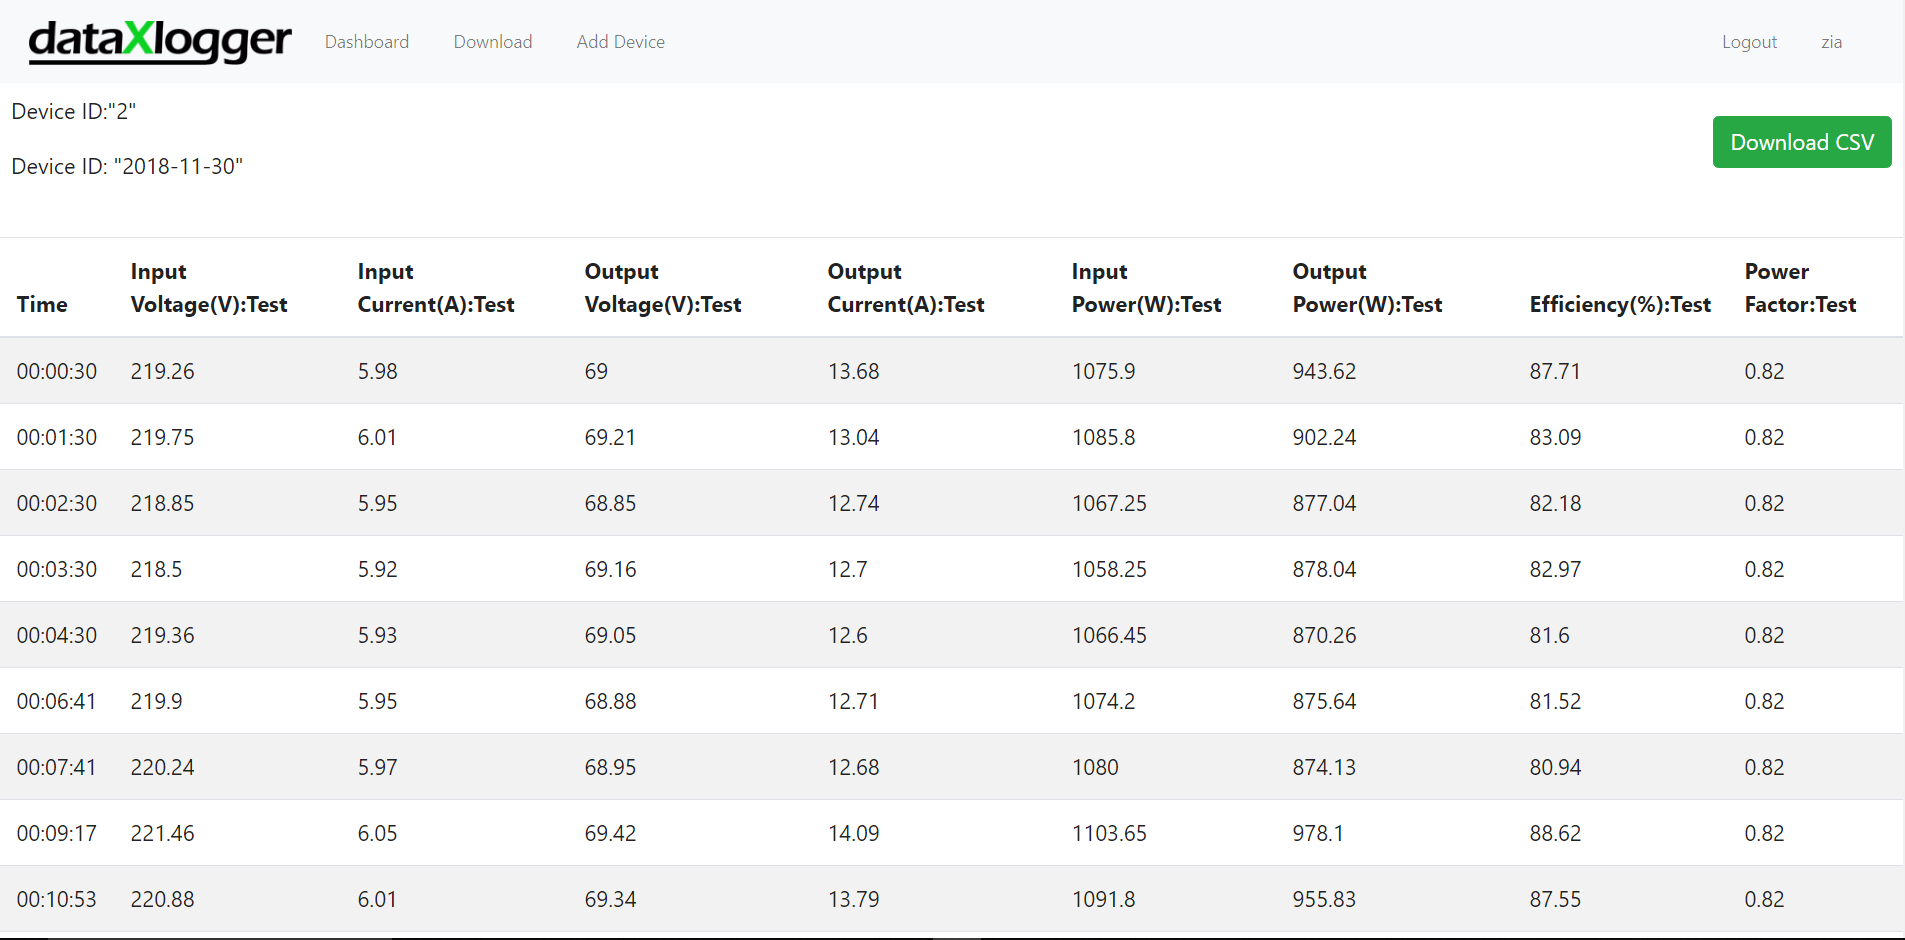 dataXlogger Dashboard Download Add Device Logout zia
Device ID:"2"
Download CSV
Device ID: "2018-11-30"
Time Input Voltage(V):Test Input Current(A):Test Output Voltage(V):Test Output Current(A):Test Input Power(W):Test Output Power(W):Test Efficiency(%):Test Power Factor:Test
00:00:30 219.26 5.98 69 13.68 1075.9 943.62 87.71 0.82
00:01:30 219.75 6.01 69.21 13.04 1085.8 902.24 83.09 0.82
00:02:30 218.85 5.95 68.85 12.74 1067.25 877.04 82.18 0.82
00:03:30 218.5 5.92 69.16 12.7 1058.25 878.04 82.97 0.82
00:04:30 219.36 5.93 69.05 12.6 1066.45 870.26 81.6 0.82
00:06:41 219.9 5.95 68.88 12.71 1074.2 875.64 81.52 0.82
00:07:41 220.24 5.97 68.95 12.68 1080 874.13 80.94 0.82
00:09:17 221.46 6.05 69.42 14.09 1103.65 978.1 88.62 0.82
00:10:53 220.88 6.01 69.34 13.79 1091.8 955.83 87.55 0.82